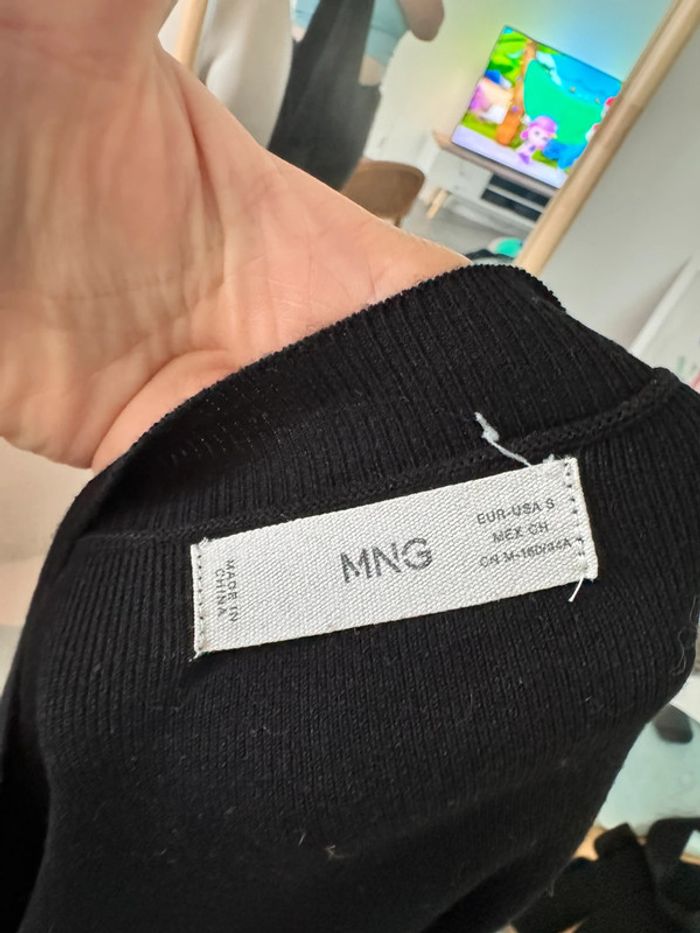 MADE IN
CHINA
MNG
EUR-USA S
MEX CH
CN M-160/84A